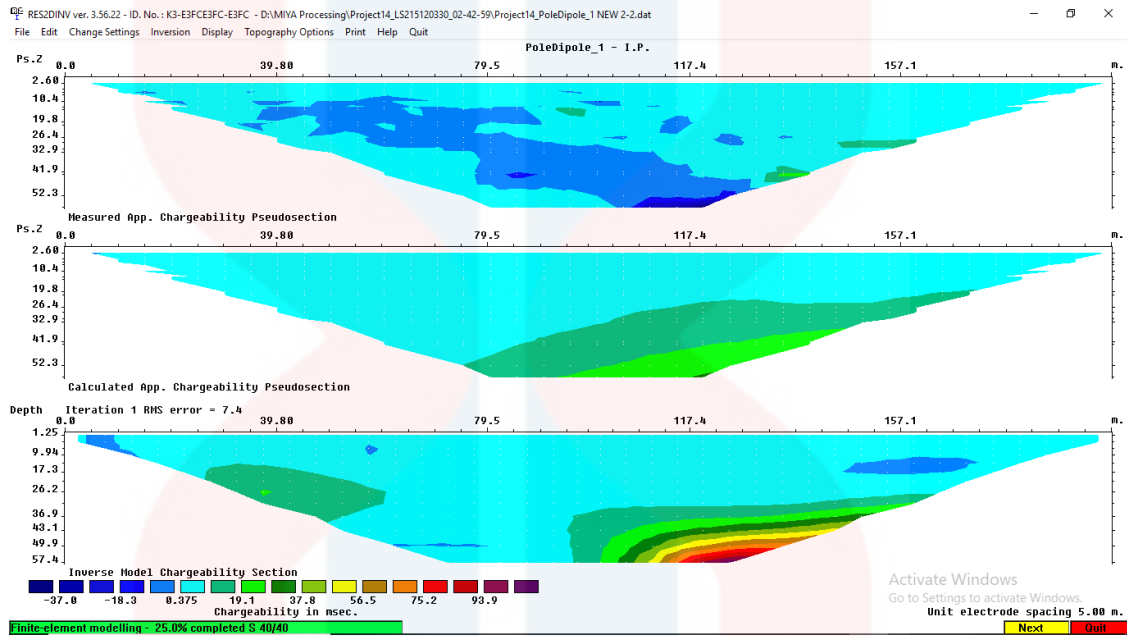 RES2DINV ver. 3.56.22 - ID. No. : K3-E3FCE3FC-E3FC - D:\MIYA Processing\Project14_LS215120330_02-42-59\Project14_PoleDipole_1 NEW 2-2.dat
File Edit Change Settings Inversion Display Topography Options Print Help Quit
PoleDipole_1 - I.P.
Ps.Z 0.0 39.80 79.5 117.4 157.1 m.
2.60
10.4
19.8
26.4
32.9
41.9
52.3
Measured App. Chargeability Pseudosection
Ps.Z 0.0 39.80 79.5 117.4 157.1 m.
2.60
10.4
19.8
26.4
32.9
41.9
52.3
Calculated App. Chargeability Pseudosection
Depth Iteration 1 RMS error = 7.4
0.0 39.80 79.5 117.4 157.1 m.
1.25
9.94
17.3
26.2
36.9
43.1
49.9
57.4
Inverse Model Chargeability Section
-37.0 -18.3 0.375 19.1 37.8 56.5 75.2 93.9
Chargeability in msec.
Activate Windows
Go to Settings to activate Windows.
Unit electrode spacing 5.00 m.
Finite-element modelling - 25.0% completed S 40/40
Next Quit